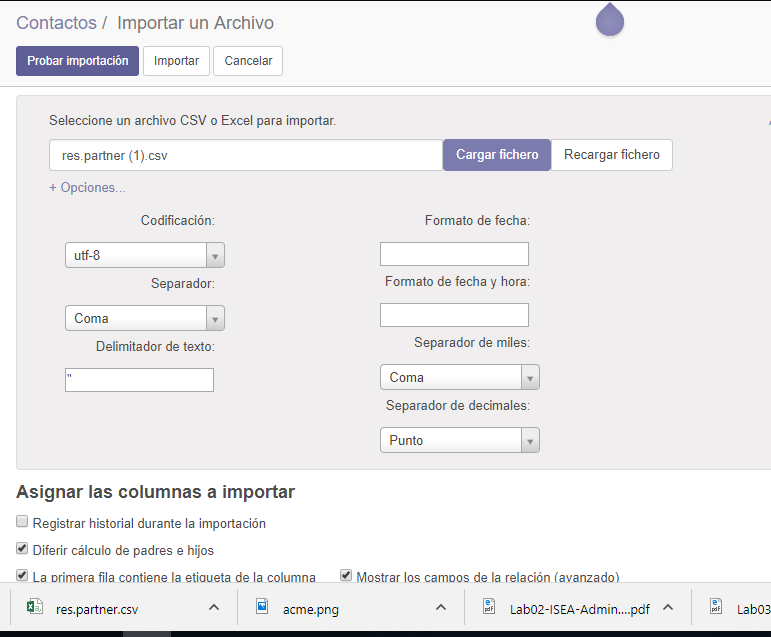 Contactos / Importar un Archivo
Probar importación Importar Cancelar
Seleccione un archivo CSV o Excel para importar.
res.partner (1).csv Cargar fichero Recargar fichero
+ Opciones...
Codificación: Formato de fecha:
utf-8
Separador: Formato de fecha y hora:
Coma
Delimitador de texto: Separador de miles:
" Coma
Separador de decimales:
Punto
Asignar las columnas a importar
Registrar historial durante la importación
Diferir cálculo de padres e hijos
La primera fila contiene la etiqueta de la columna Mostrar los campos de la relación (avanzado)
res.partner.csv acme.png Lab02-ISEA-Admin....pdf Lab03